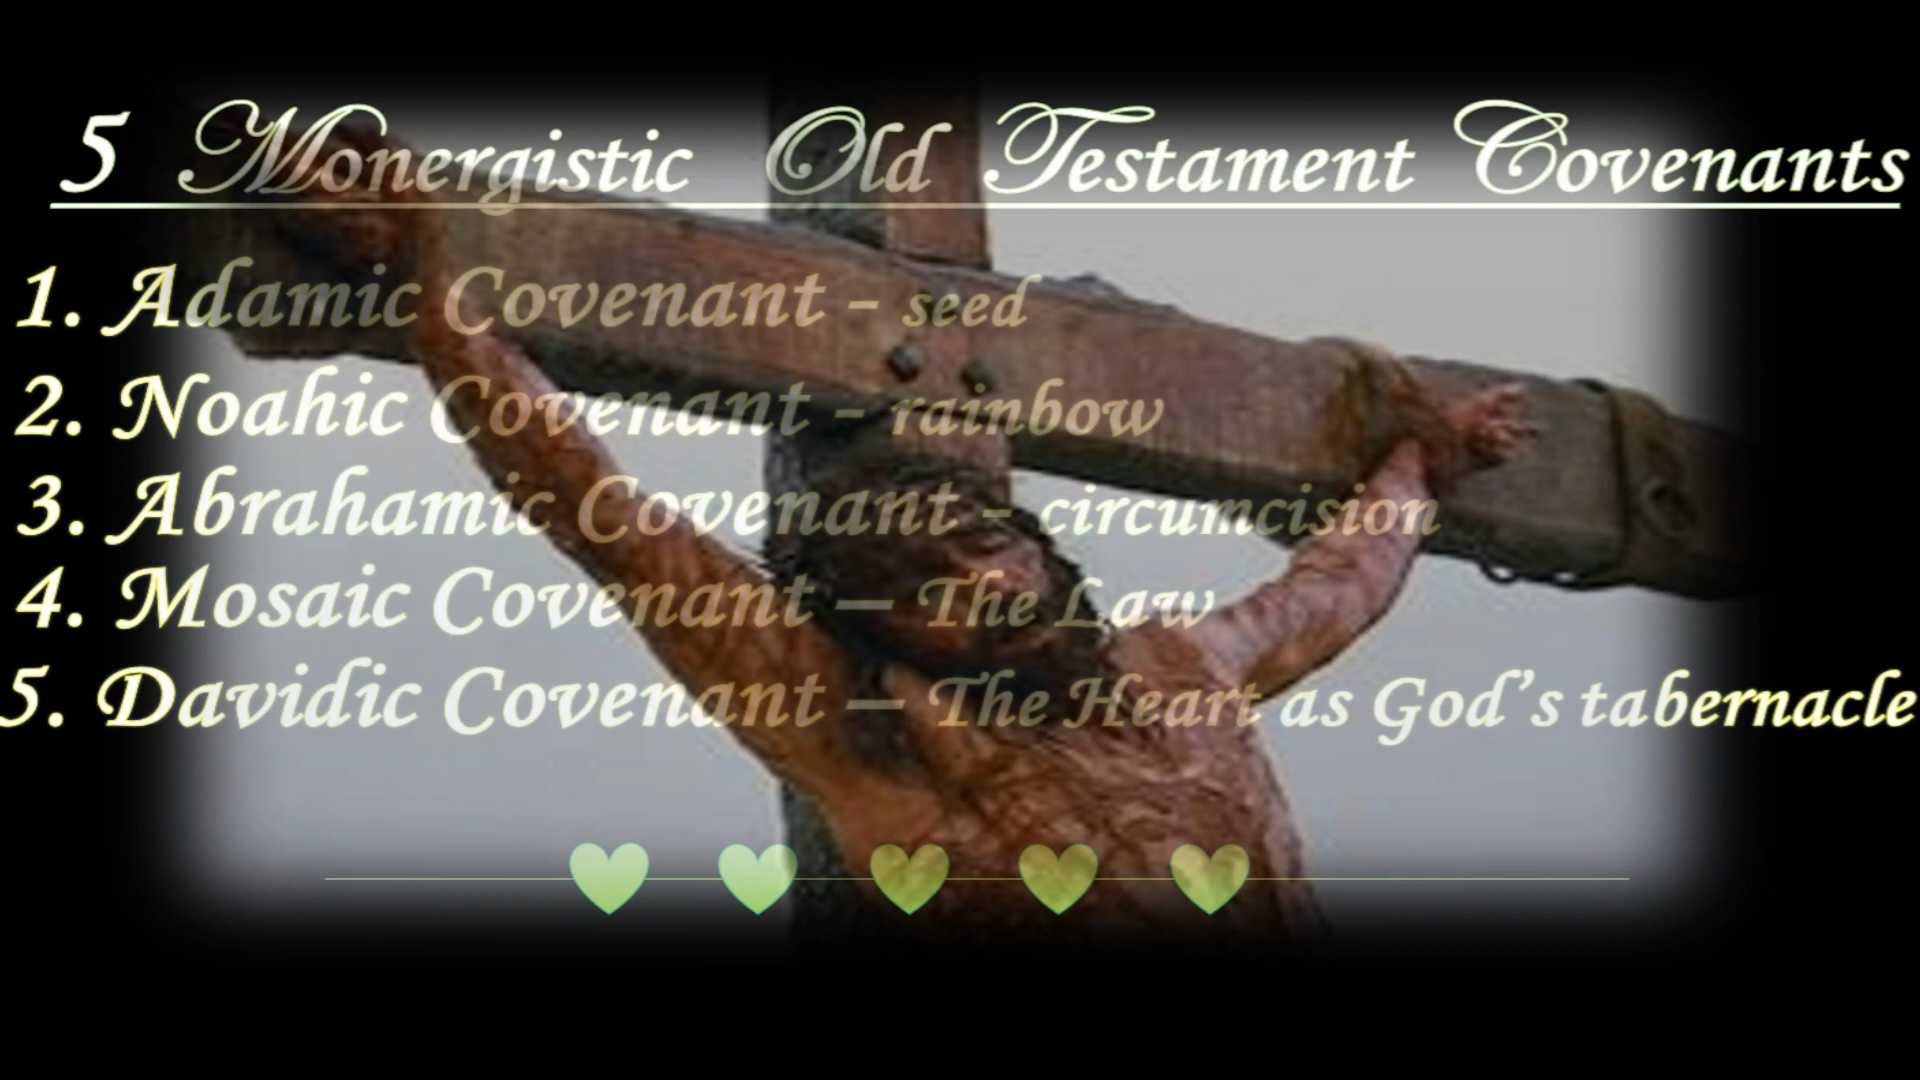 5 Monergistic Old Testament Covenants
1. Adamic Covenant - seed
2. Noahic Covenant - rainbow
3. Abrahamic Covenant - circumcision
4. Mosaic Covenant — The Law
5. Davidic Covenant — The Heart as God's tabernacle